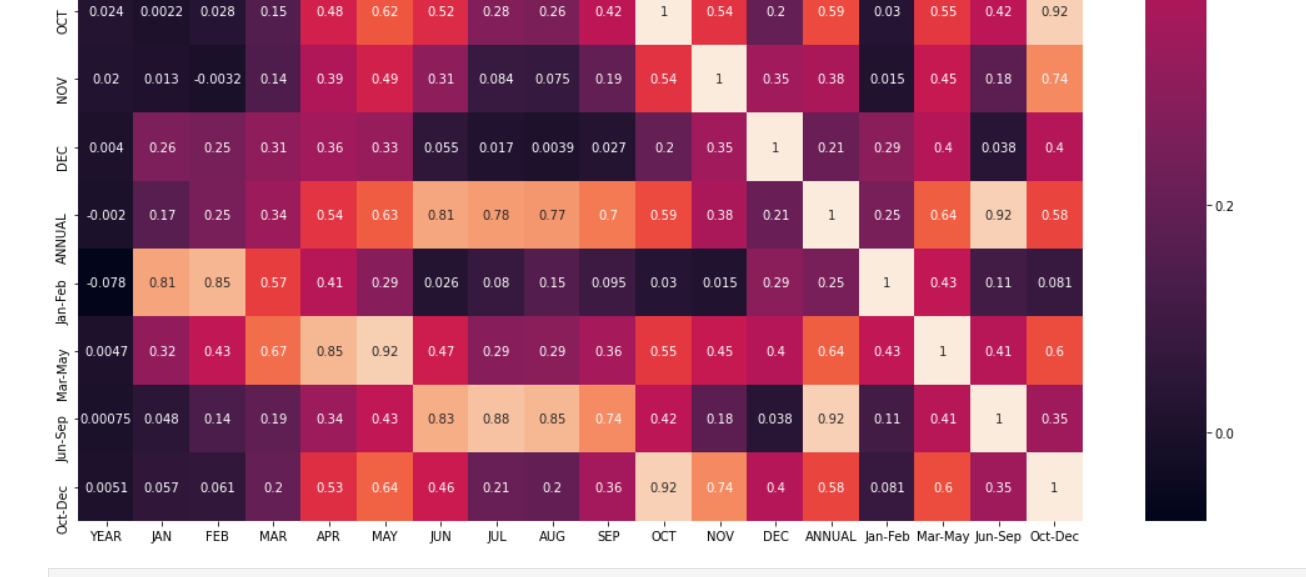 OCT 0.024 0.0022 0.028 0.15 0.48 0.62 0.52 0.28 0.26 0.42 1 0.54 0.2 0.59 0.03 0.55 0.42 0.92
NOV 0.02 0.013 -0.0032 0.14 0.39 0.49 0.31 0.084 0.075 0.19 0.54 1 0.35 0.38 0.015 0.45 0.18 0.74
DEC 0.004 0.26 0.25 0.31 0.36 0.33 0.055 0.017 0.0039 0.027 0.2 0.35 1 0.21 0.29 0.4 0.038 0.4
0.2
ANNUAL -0.002 0.17 0.25 0.34 0.54 0.63 0.81 0.78 0.77 0.7 0.59 0.38 0.21 1 0.25 0.64 0.92 0.58
Jan-Feb -0.078 0.81 0.85 0.57 0.41 0.29 0.026 0.08 0.15 0.095 0.03 0.015 0.29 0.25 1 0.43 0.11 0.081
Mar-May 0.0047 0.32 0.43 0.67 0.85 0.92 0.47 0.29 0.29 0.36 0.55 0.45 0.4 0.64 0.43 1 0.41 0.6
Jun-Sep 0.00075 0.048 0.14 0.19 0.34 0.43 0.83 0.88 0.85 0.74 0.42 0.18 0.038 0.92 0.11 0.41 1 0.35
0.0
Oct-Dec 0.0051 0.057 0.061 0.2 0.53 0.64 0.46 0.21 0.2 0.36 0.92 0.74 0.4 0.58 0.081 0.6 0.35 1
YEAR JAN FEB MAR APR MAY JUN JUL AUG SEP OCT NOV DEC ANNUAL Jan-Feb Mar-May Jun-Sep Oct-Dec